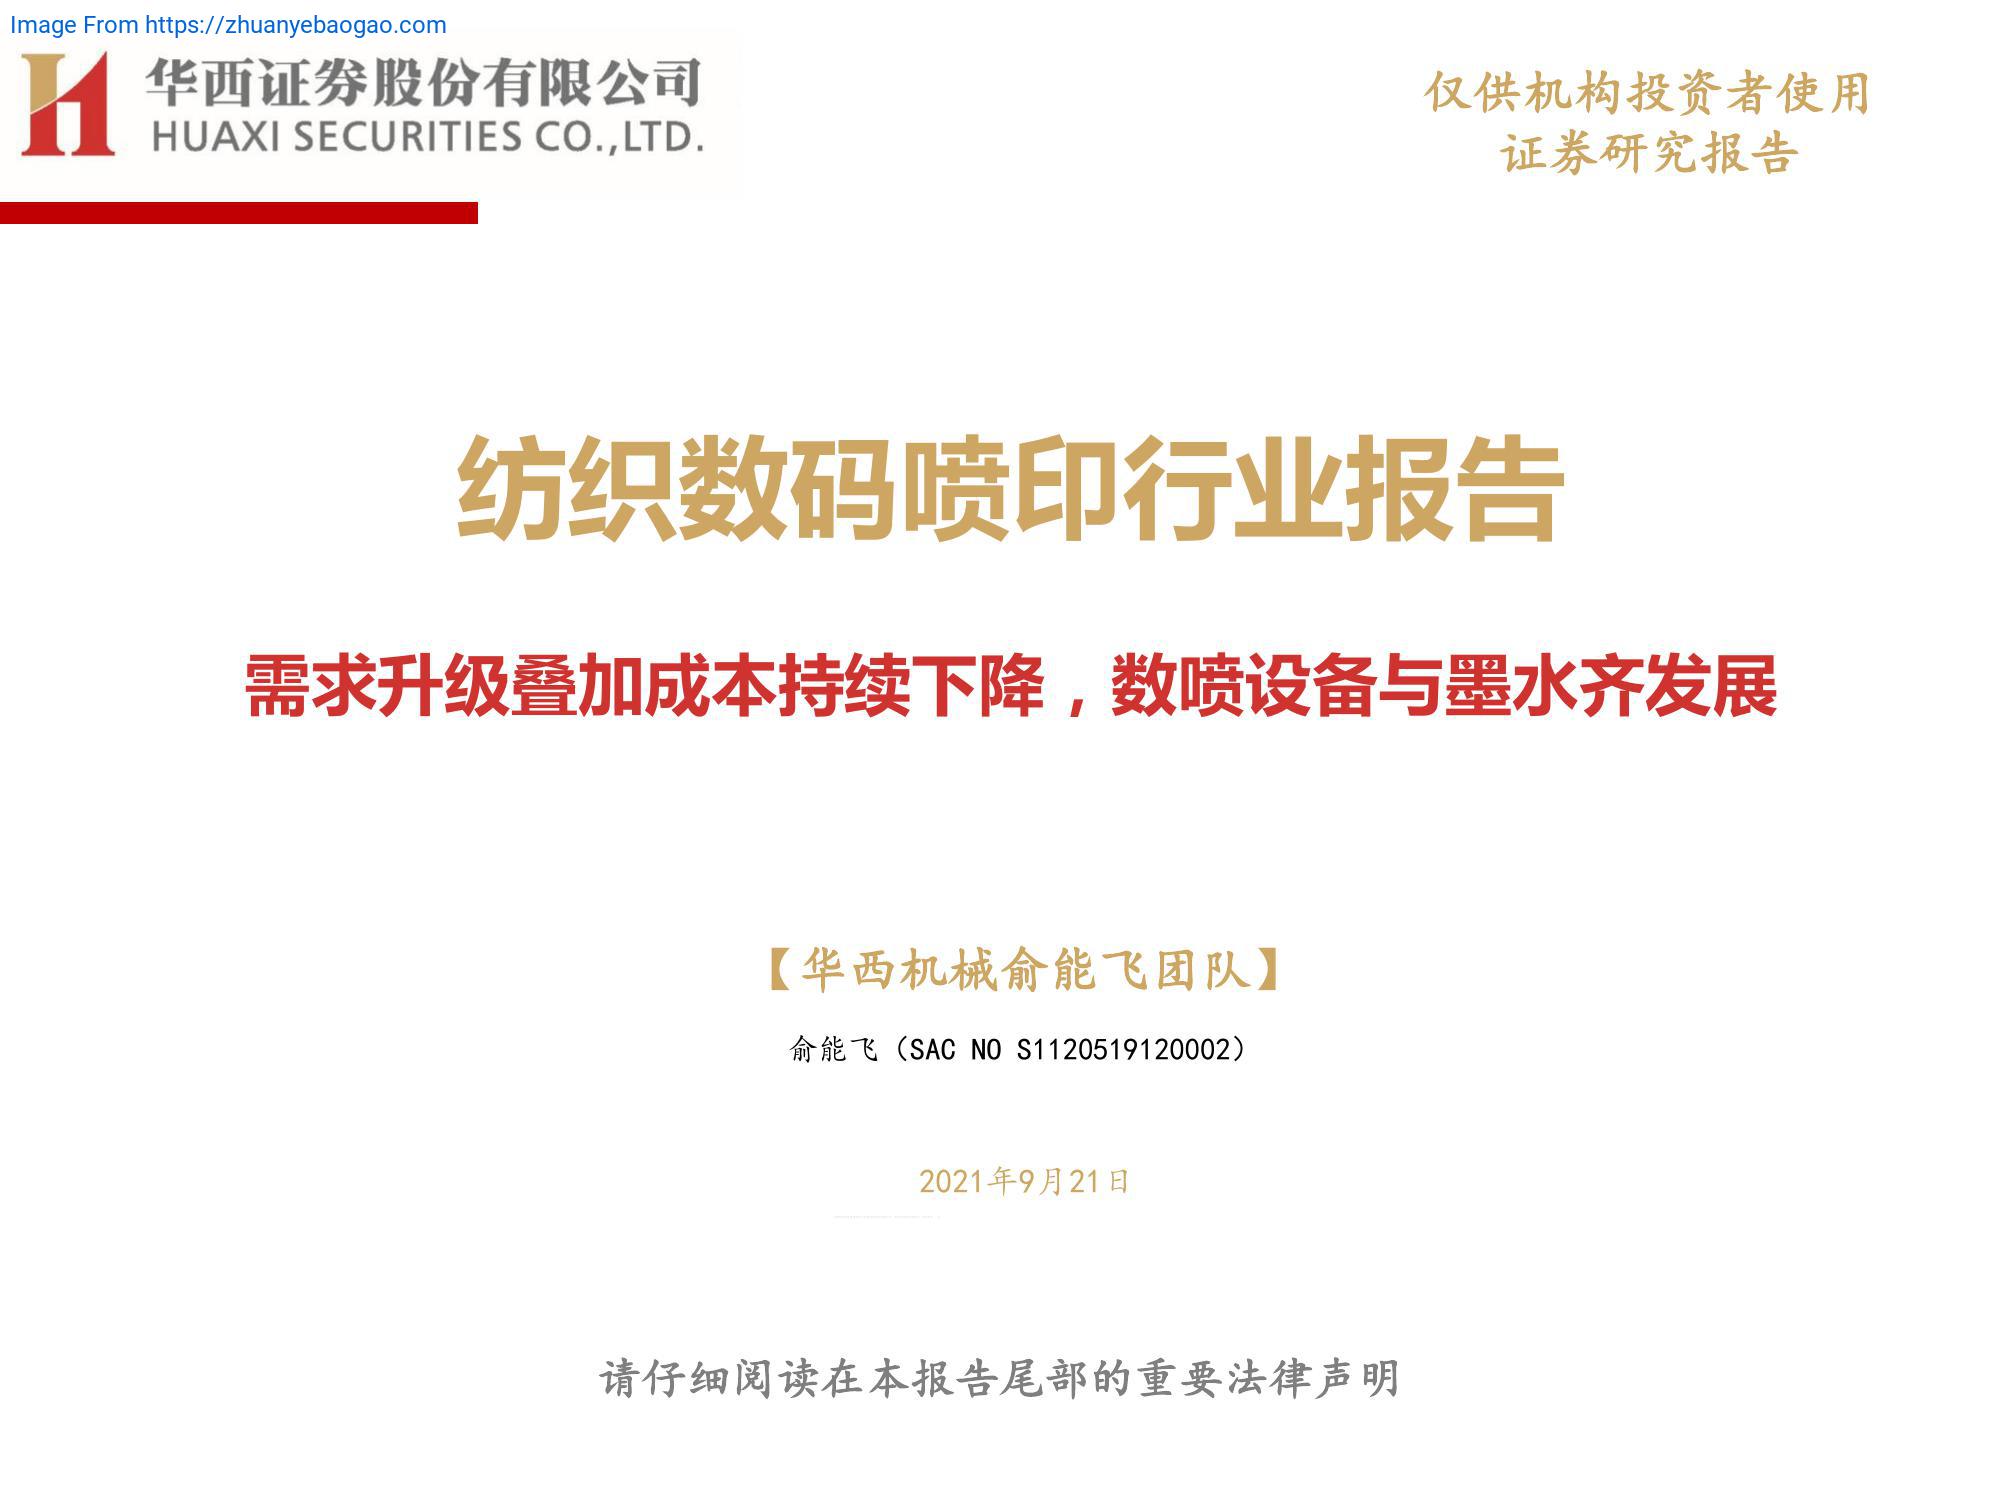 Image From https://zhuanyebaogao.com
华西证券股份有限公司
HUAXI SECURITIES CO.,LTD.
仅供机构投资者使用
证券研究报告
纺织数码喷印行业报告
需求升级叠加成本持续下降，数喷设备与墨水齐发展
【华西机械俞能飞团队】
俞能飞（SAC NO S1120519120002）
2021年9月21日
请仔细阅读在本报告尾部的重要法律声明